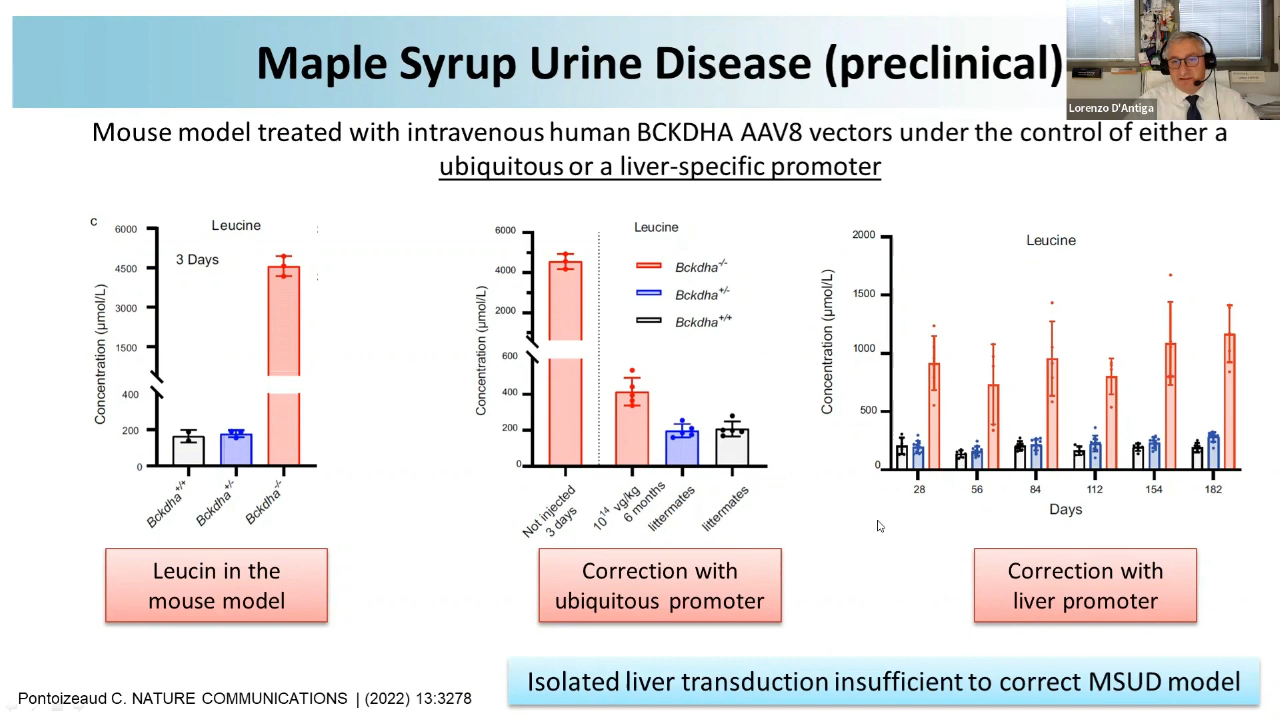 Maple Syrup Urine Disease (preclinical)
Lorenzo D'Antiga
Mouse model treated with intravenous human BCKDHA AAV8 vectors under the control of either a
ubiquitous or a liver-specific promoter
c
Leucine
3 Days
Concentration (µmol/L)
6000
4500
3000
1500
400
200
0
Bckdha+/+
Bckdha+/-
Bckdha-/-
Leucine
Concentration (µmol/L)
6000
4000
2000
600
400
200
0
Bckdha-/-
Bckdha+/-
Bckdha+/+
Not injected
3 days
10¹⁴ vg/kg
6 months
littermates
littermates
Leucine
Concentration (µmol/L)
2000
1500
1000
500
0
28
56
84
112
154
182
Days
Leucin in the
mouse model
Correction with
ubiquitous promoter
Correction with
liver promoter
Isolated liver transduction insufficient to correct MSUD model
Pontoizeaud C. NATURE COMMUNICATIONS | (2022) 13:3278